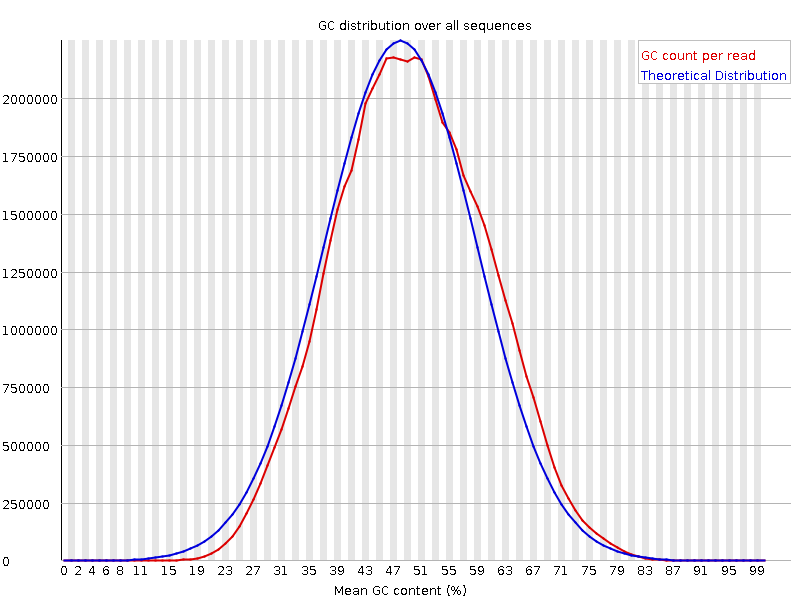 GC distribution over all sequences
GC count per read
Theoretical Distribution
2000000
1750000
1500000
1250000
1000000
750000
500000
250000
0
0 2 4 6 8 11 15 19 23 27 31 35 39 43 47 51 55 59 63 67 71 75 79 83 87 91 95 99
Mean GC content (%)